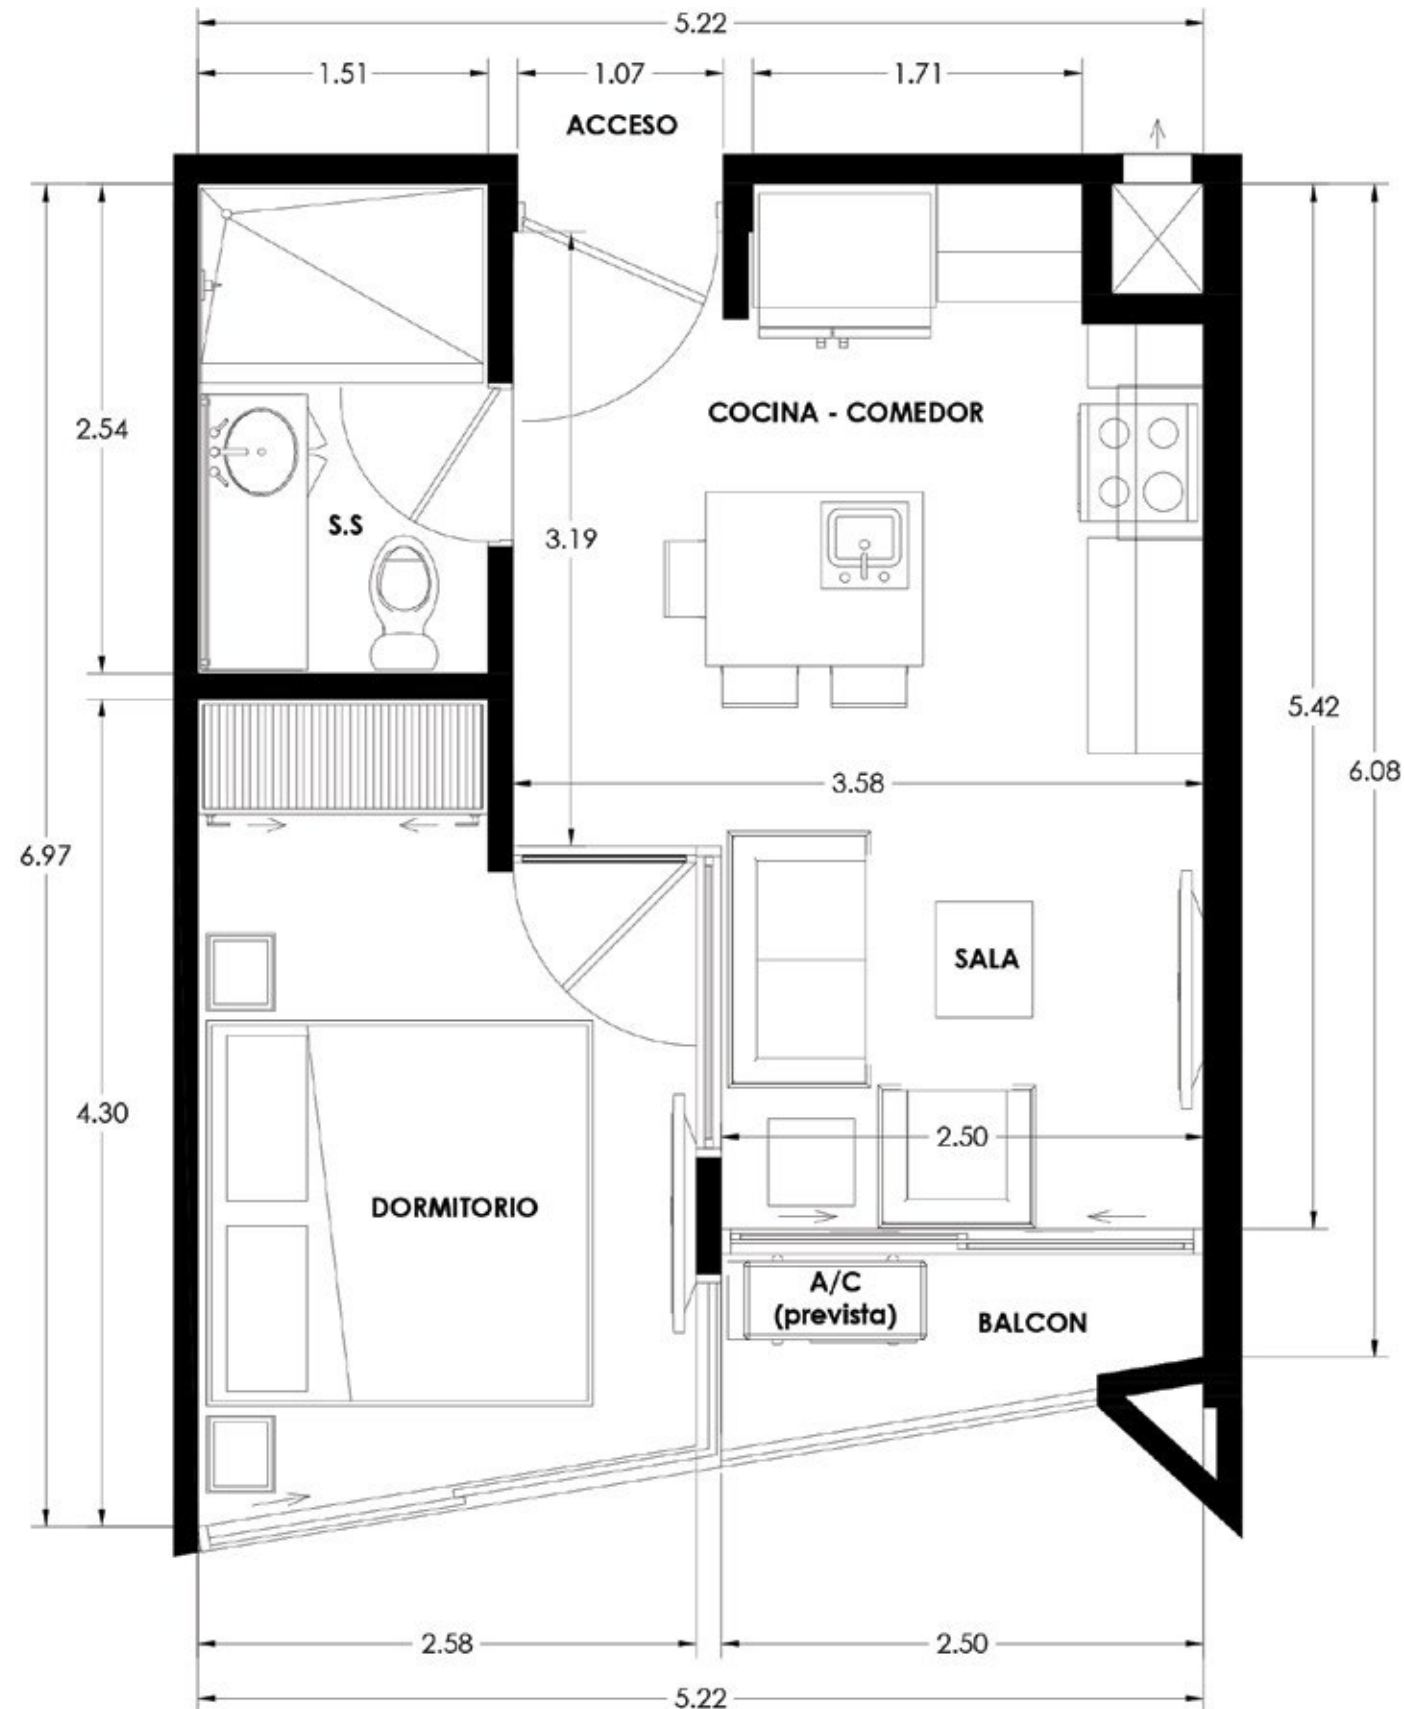 5.22
1.51
1.07
1.71
ACCESO
2.54
COCINA - COMEDOR
S.S
3.19
5.42
6.08
3.58
6.97
SALA
4.30
2.50
DORMITORIO
A/C
(prevista)
BALCON
2.58
2.50
5.22